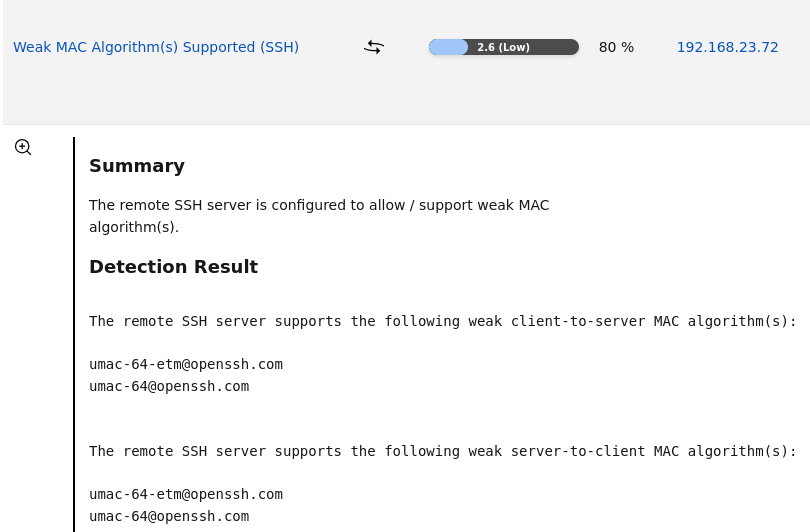 Weak MAC Algorithm(s) Supported (SSH)
2.6 (Low)
80 %
192.168.23.72
Summary
The remote SSH server is configured to allow / support weak MAC
algorithm(s).
Detection Result
The remote SSH server supports the following weak client-to-server MAC algorithm(s):
umac-64-etm@openssh.com
umac-64@openssh.com
The remote SSH server supports the following weak server-to-client MAC algorithm(s):
umac-64-etm@openssh.com
umac-64@openssh.com